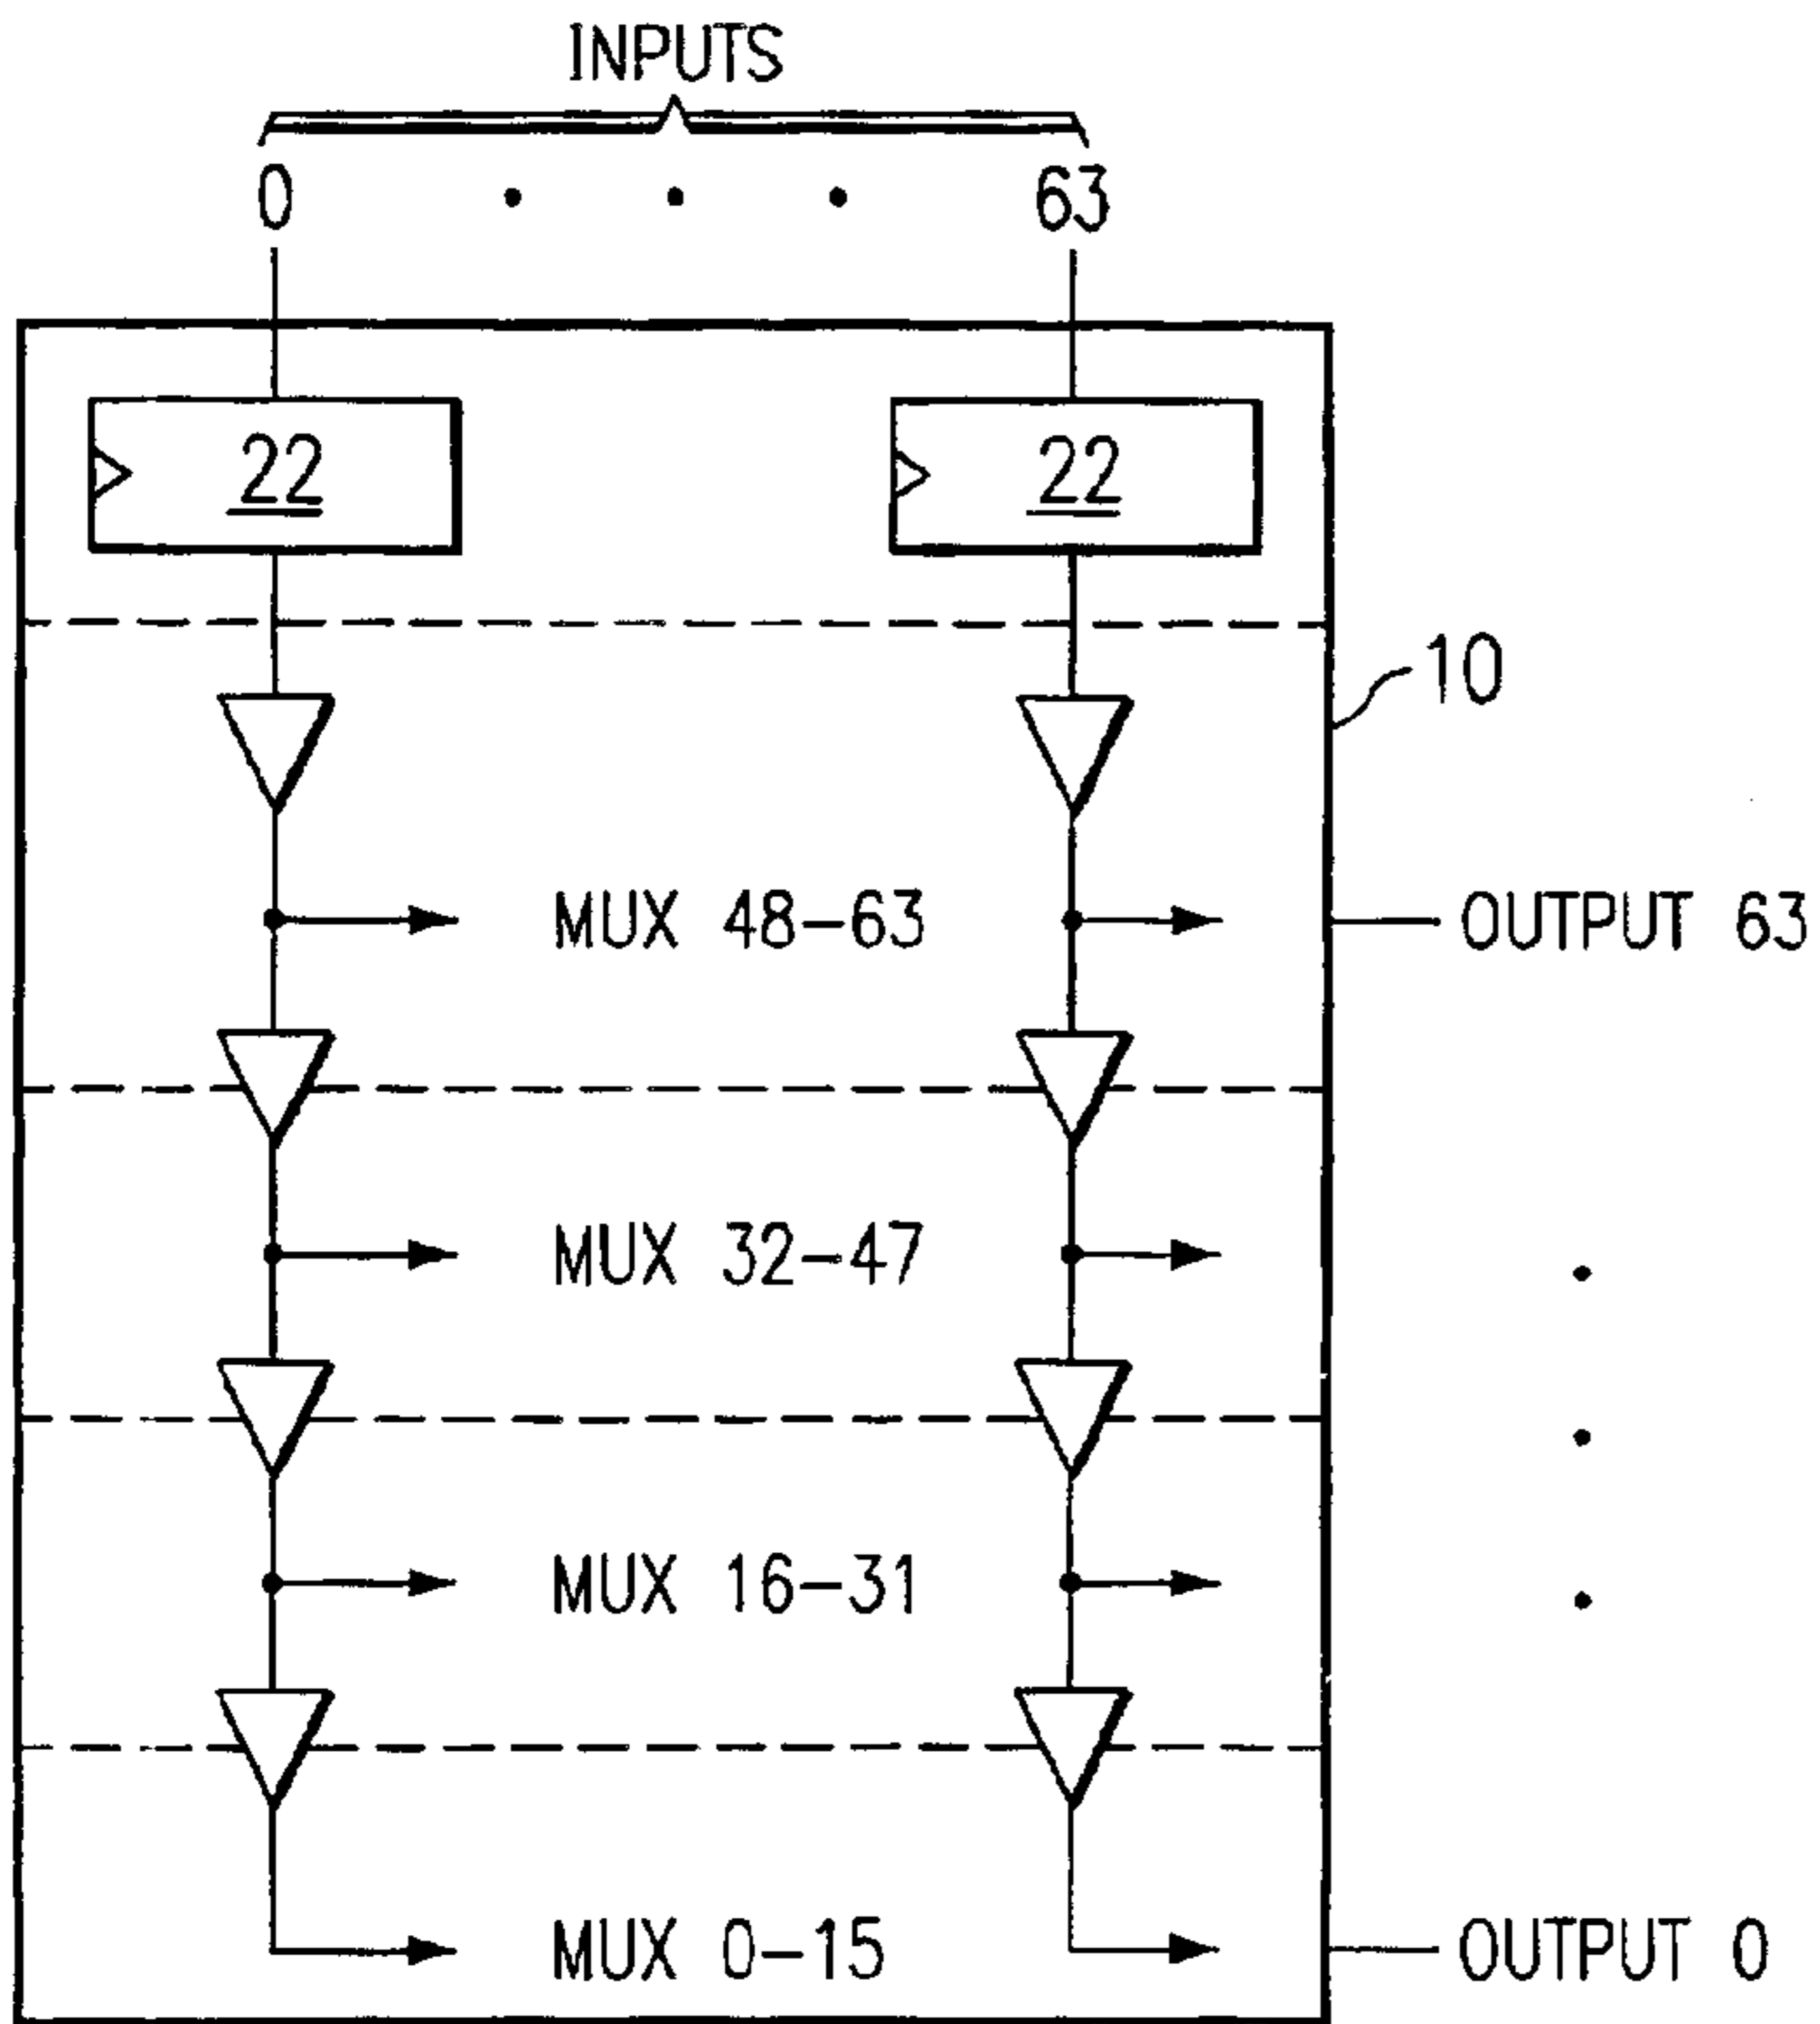 INPUTS
0 . . . 63
22 22
10
MUX 48-63 OUTPUT 63
MUX 32-47
MUX 16-31
MUX 0-15 OUTPUT 0